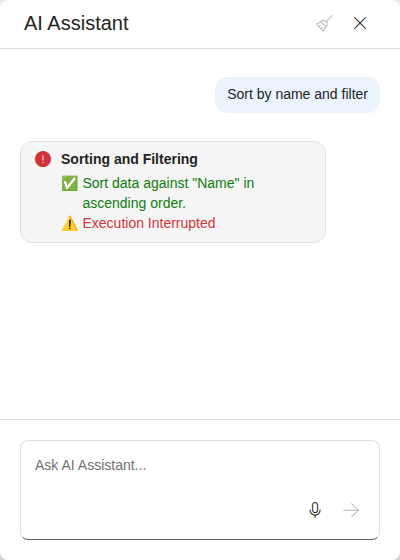 AI Assistant
Sort by name and filter
Sorting and Filtering
✅ Sort data against "Name" in
ascending order.
⚠️ Execution Interrupted
Ask AI Assistant...